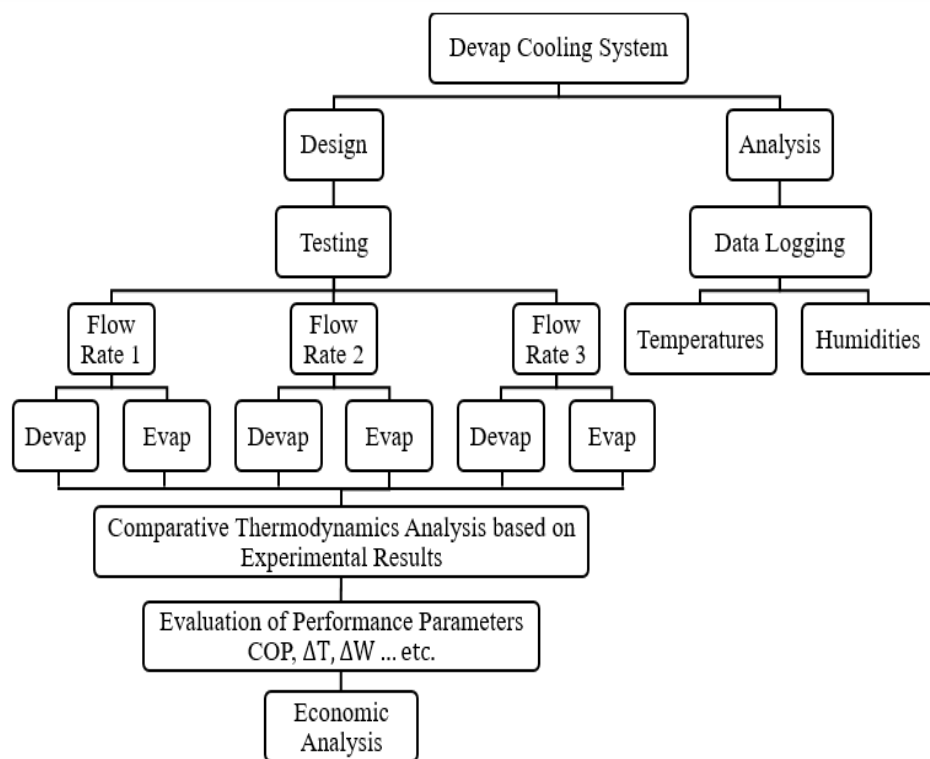 Devap Cooling System
Design
Analysis
Testing
Data Logging
Flow
Rate 1
Flow
Rate 2
Flow
Rate 3
Temperatures
Humidities
Devap
Evap
Devap
Evap
Devap
Evap
Comparative Thermodynamics Analysis based on
Experimental Results
Evaluation of Performance Parameters
COP, ΔT, ΔW ... etc.
Economic
Analysis